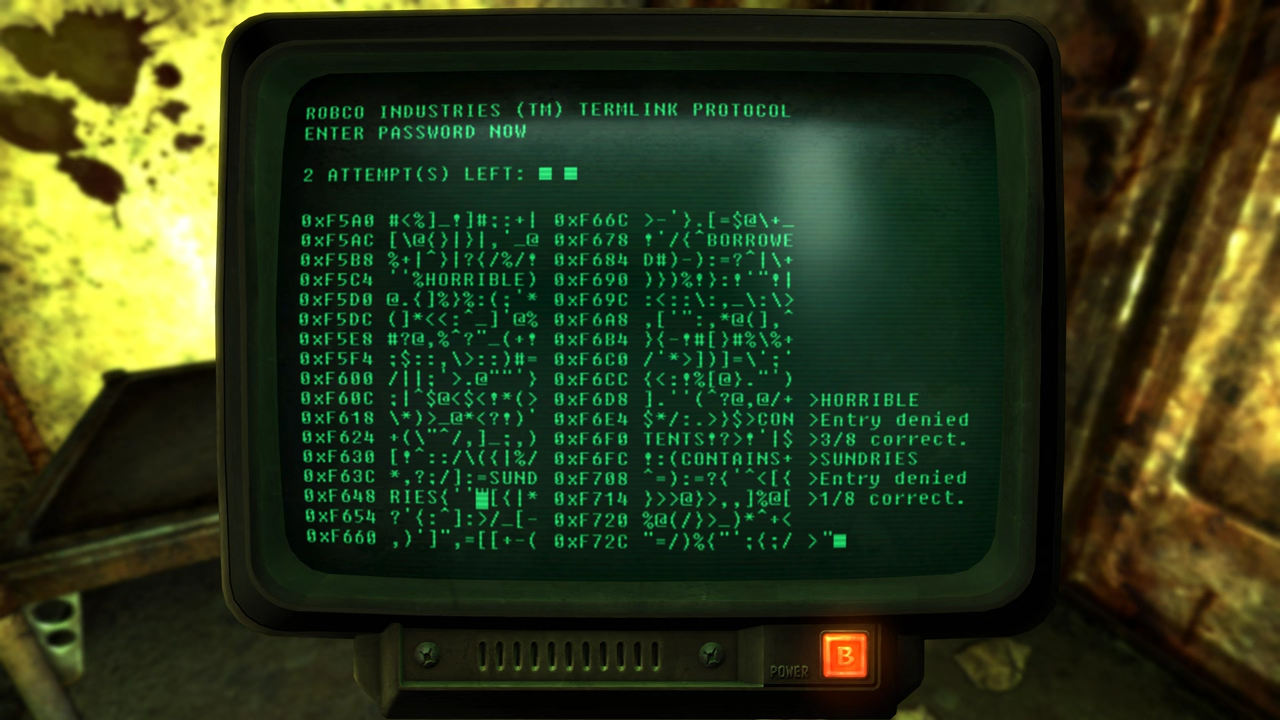 ROBCO INDUSTRIES (TM) TERMLINK PROTOCOL
ENTER PASSWORD NOW
2 ATTEMPT(S) LEFT:
0xF5A0 #<%]_!]#::+| 0xF66C >-'}.[=$@\+_
0xF5AC [\@{}|}|,'_@ 0xF678 !'/{^BORROWE
0xF5B8 %+|^}|?{/%/! 0xF684 D#)-):=?^|\+
0xF5C4 ''%HORRIBLE) 0xF690 )})%!}:!'"!|
0xF5D0 @.{]%}%:(;'* 0xF69C :<::\:,_\:\>
0xF5DC (]*<<:^_]'@% 0xF6A8 ,['":,*@(],^
0xF5E8 #?@,%^?"_(+! 0xF6B4 }{-!#[}#%\%+
0xF5F4 ;$::,\>::)#= 0xF6C0 /'*>])]=\';'
0xF600 /||;'>.@""'} 0xF6CC {<:!%[@}."')
0xF60C ;|^$@<$<!*(> 0xF6D8 ]."(^?@,@/+ >HORRIBLE
0xF618 \*)>_@*<?!)' 0xF6E4 $*/:.>}$>CON >Entry denied
0xF624 +(\"^/,]_;,) 0xF6F0 TENTS!?>!'|$ >3/8 correct.
0xF630 [!^::/\({|%/ 0xF6FC !:(CONTAINS+ >SUNDRIES
0xF63C *,?:/]:=SUND 0xF708 ^=):=?{'^<[{ >Entry denied
0xF648 RIES{''"[{|* 0xF714 }>>@}>,,]%@[ >1/8 correct.
0xF654 ?'{:^]:>/_[- 0xF720 %@(/}>_)*^+<
0xF660 ,)']",=[[+-( 0xF72C "=/)%{"';{;/ >"
POWER
B